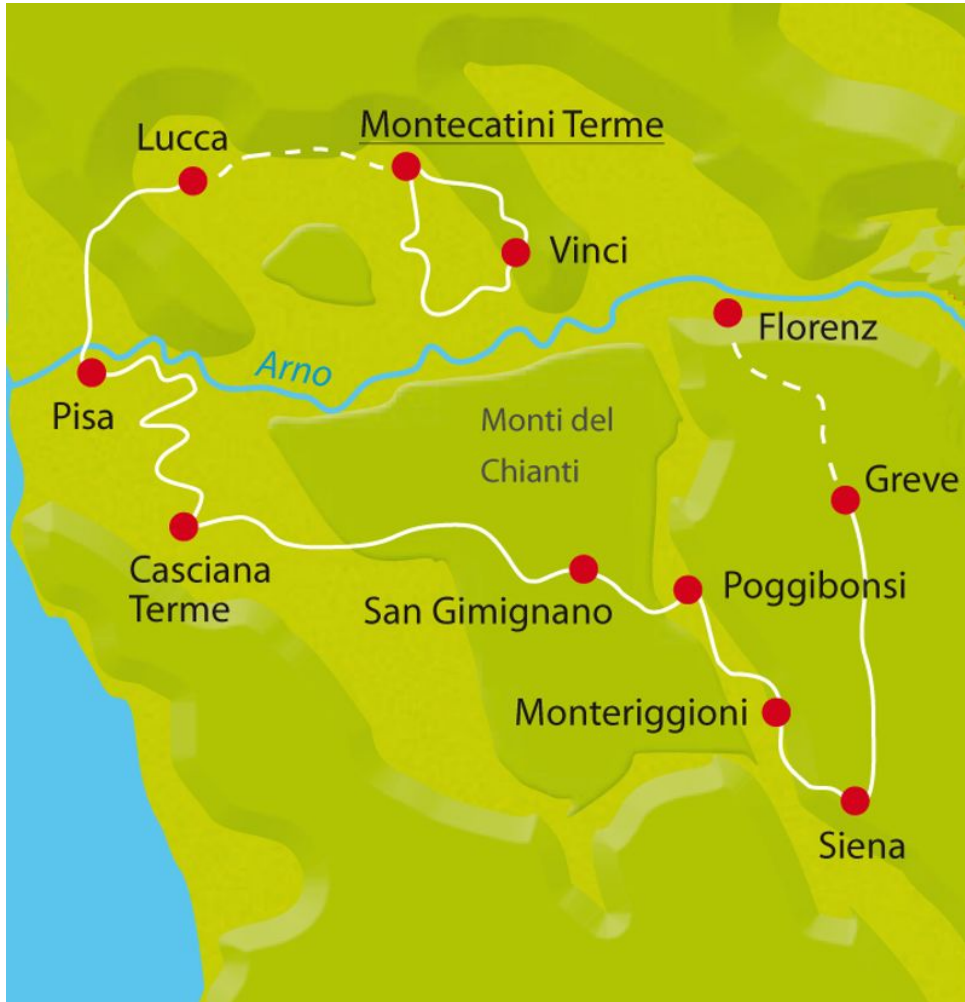 Montecatini Terme
Lucca
Vinci
Florenz
Arno
Pisa
Monti del
Chianti
Greve
Casciana
Terme
San Gimignano
Poggibonsi
Monteriggioni
Siena